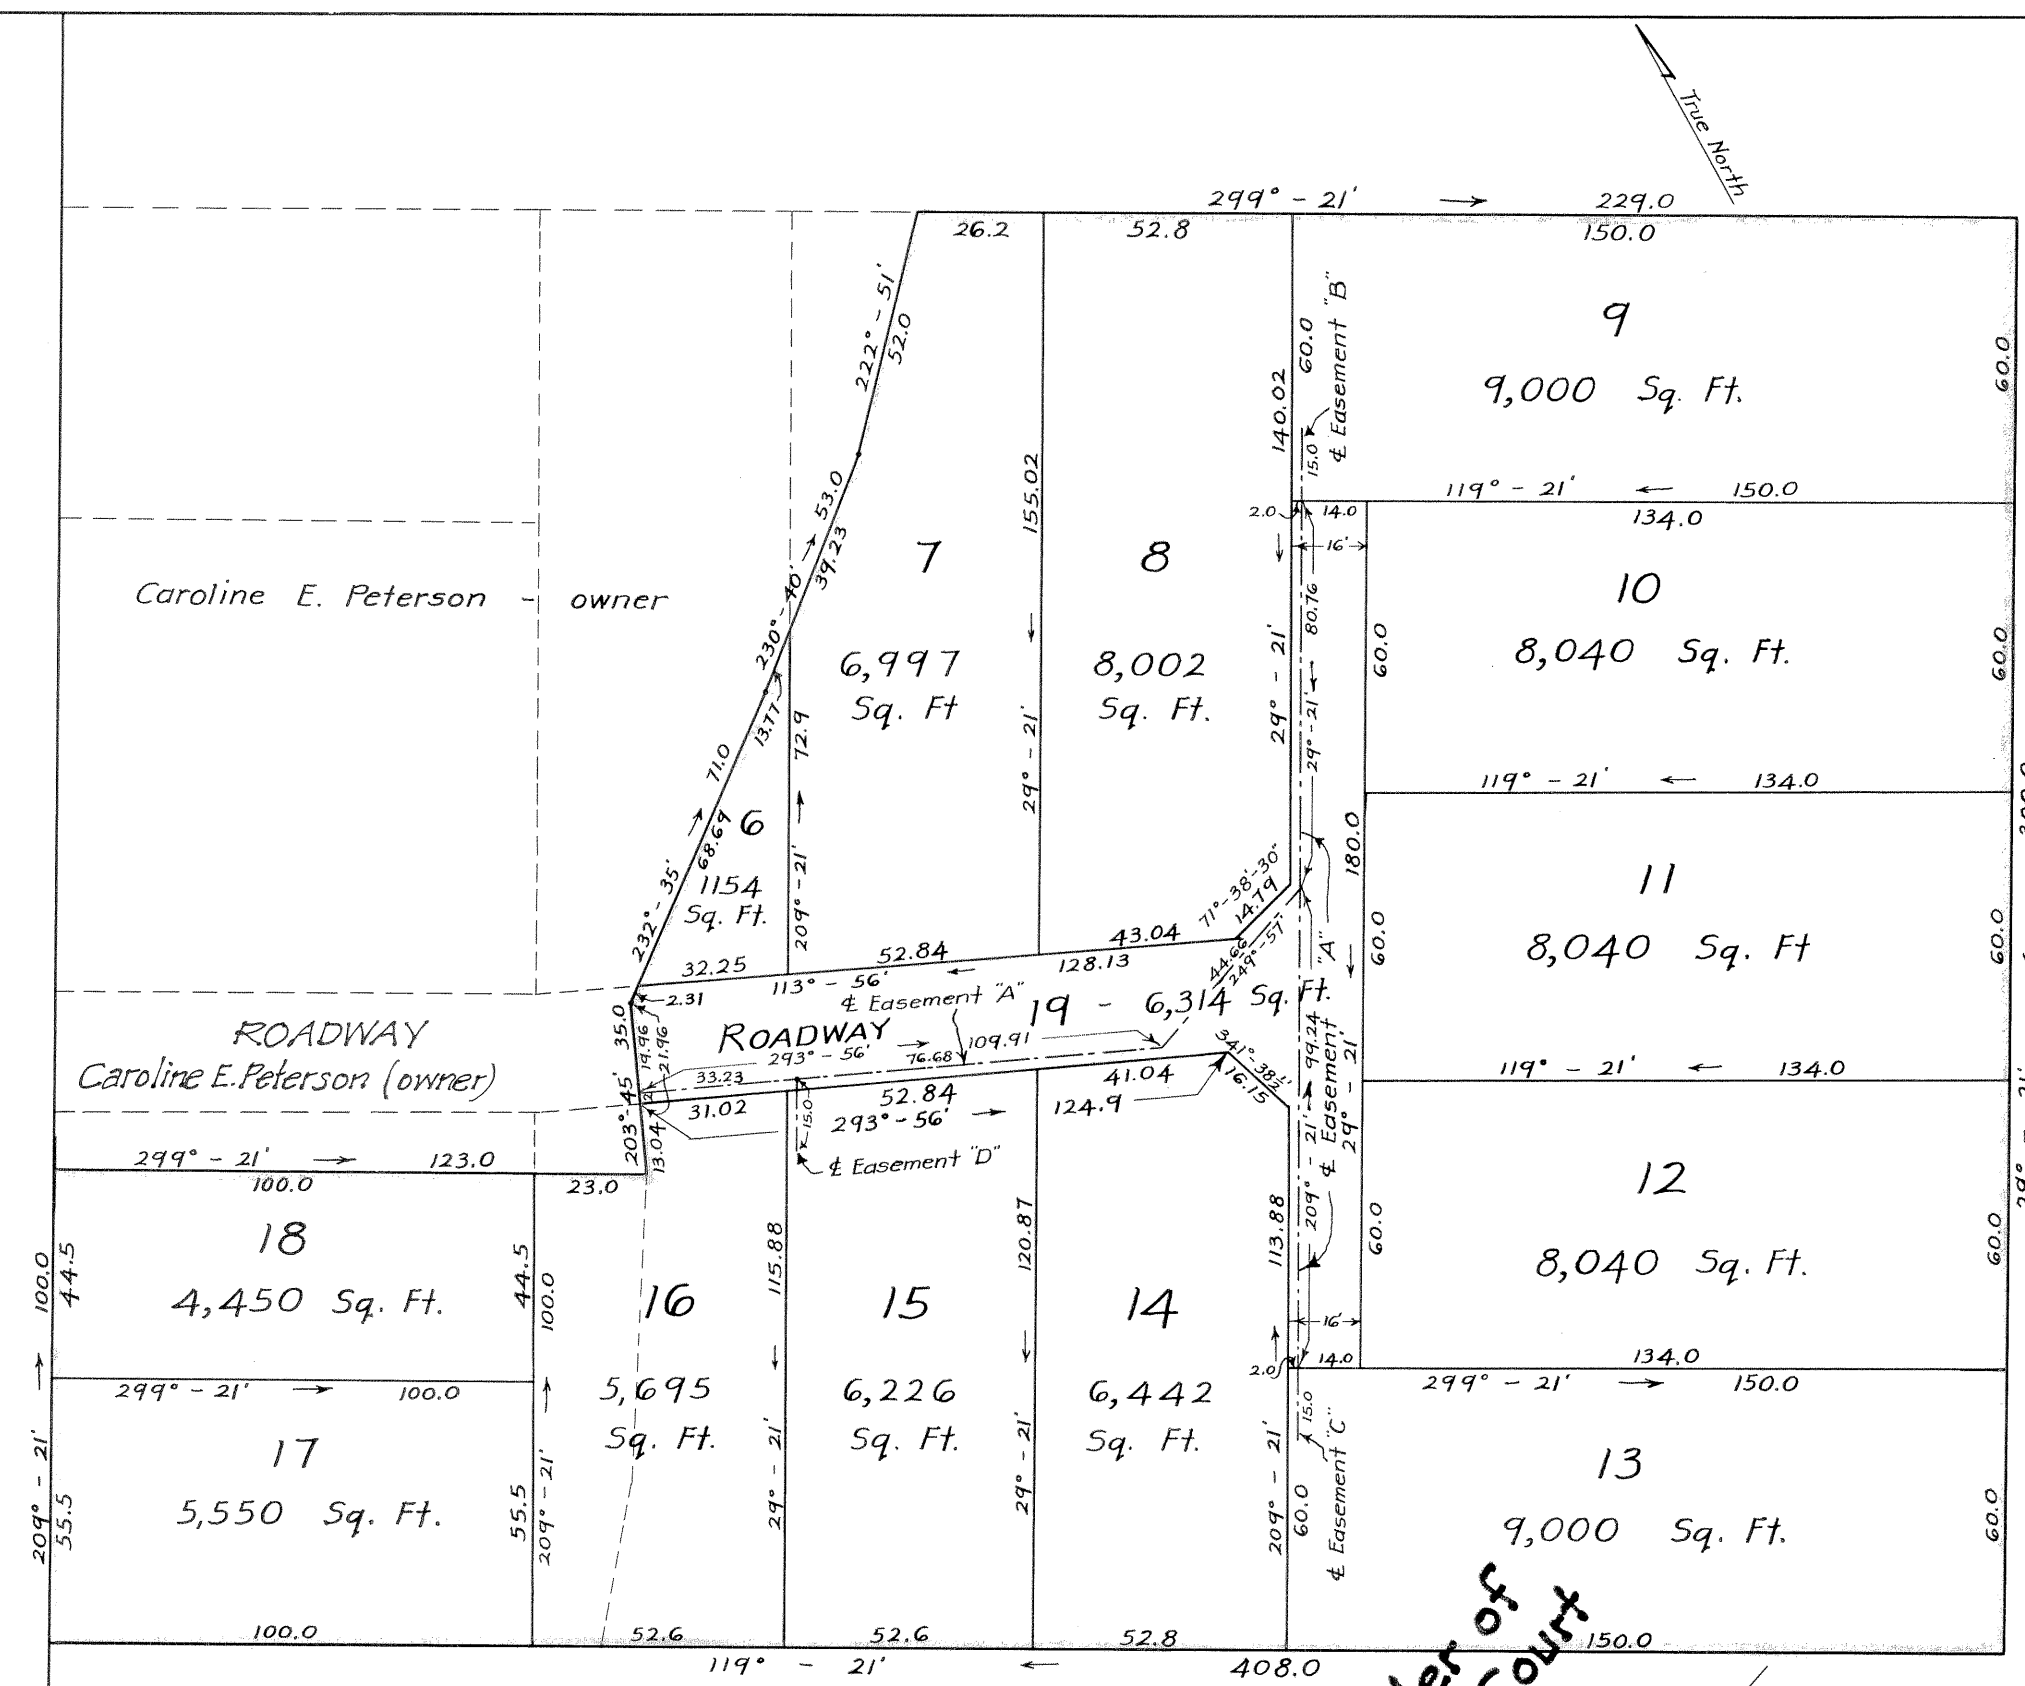 True North
299° - 21' → 229.0
26.2
52.8
150.0
222° - 51'
52.0
140.02
60.0
℄ Easement "B"
15.0
9
9,000 Sq. Ft.
60.0
119° - 21' ← 150.0
2.0
14.0
134.0
16'
230° - 40' → 53.0
39.23
155.02
Caroline E. Peterson - owner
7
6,997
Sq. Ft
8
8,002
Sq. Ft.
29° - 21'
80.76
29° - 21'
60.0
10
8,040 Sq. Ft.
60.0
119° - 21' ← 134.0
13.77
72.9
209° - 21' →
29° - 21'
71.0
232° - 35' →
68.69
6
1154
Sq. Ft.
71°-38'-30"
14.79
℄ Easement "A"
180.0
29° - 21'
60.0
11
8,040 Sq. Ft
60.0
119° - 21' ← 134.0
32.25
52.84
43.04
113° - 56' ← 128.13
44.66
249°-57'
2.31
℄ Easement "A"
19 - 6,314 Sq. Ft.
ROADWAY
Caroline E. Peterson (owner)
35.0
19.96
21.96
203°-45'
2
13.04
ROADWAY
293° - 56' →
76.68
109.91
33.23
31.02
52.84
41.04
293° - 56' →
124.9
341°-38½'
16.15
15.0
℄ Easement "D"
209° - 21' → 99.24
60.0
12
8,040 Sq. Ft.
60.0
299° - 21' → 123.0
100.0
23.0
18
4,450 Sq. Ft.
44.5
44.5
100.0
209° - 21' →
100.0
209° - 21' →
299° - 21' → 100.0
17
5,550 Sq. Ft.
55.5
55.5
100.0
16
5,695
Sq. Ft.
115.88
29° - 21'
52.6
15
6,226
Sq. Ft.
120.87
29° - 21'
52.6
14
6,442
Sq. Ft.
113.88
209° - 21'
52.8
16'
2.0
14.0
134.0
299° - 21' → 150.0
15.0
℄ Easement "C"
60.0
13
9,000 Sq. Ft.
60.0
150.0
119° - 21' ← 408.0
of
Court